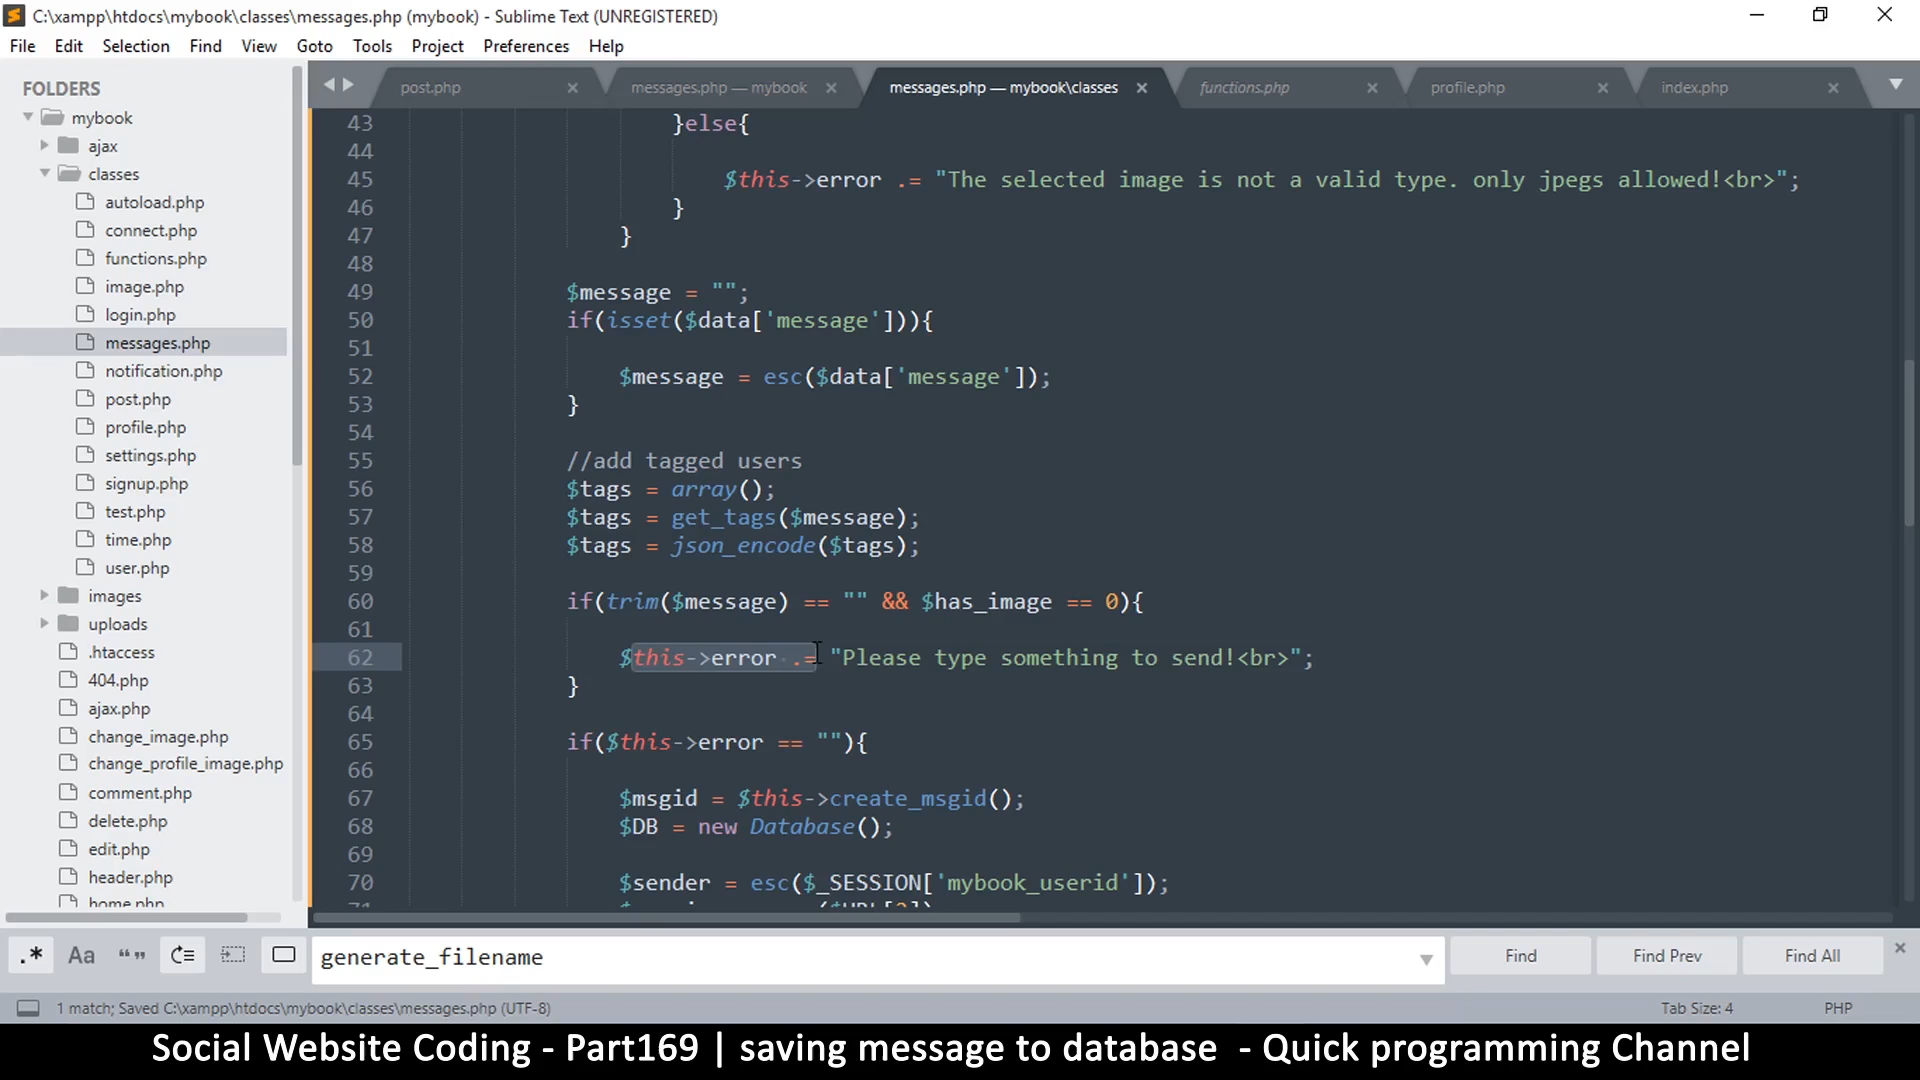 C:\xampp\htdocs\mybook\classes\messages.php (mybook) - Sublime Text (UNREGISTERED)
File Edit Selection Find View Goto Tools Project Preferences Help
FOLDERS
mybook
ajax
classes
autoload.php
connect.php
functions.php
image.php
login.php
messages.php
notification.php
post.php
profile.php
settings.php
signup.php
test.php
time.php
user.php
images
uploads
.htaccess
404.php
ajax.php
change_image.php
change_profile_image.php
comment.php
delete.php
edit.php
header.php
home.php
post.php messages.php — mybook messages.php — mybook\classes functions.php profile.php index.php
43 }else{
44
45 $this->error .= "The selected image is not a valid type. only jpegs allowed!<br>";
46 }
47 }
48
49 $message = "";
50 if(isset($data['message'])){
51
52 $message = esc($data['message']);
53 }
54
55 //add tagged users
56 $tags = array();
57 $tags = get_tags($message);
58 $tags = json_encode($tags);
59
60 if(trim($message) == "" && $has_image == 0){
61
62 $this->error .= "Please type something to send!<br>";
63 }
64
65 if($this->error == ""){
66
67 $msgid = $this->create_msgid();
68 $DB = new Database();
69
70 $sender = esc($_SESSION['mybook_userid']);
.* Aa “” generate_filename Find Find Prev Find All
1 match; Saved C:\xampp\htdocs\mybook\classes\messages.php (UTF-8) Tab Size: 4 PHP
Social Website Coding - Part169 | saving message to database - Quick programming Channel